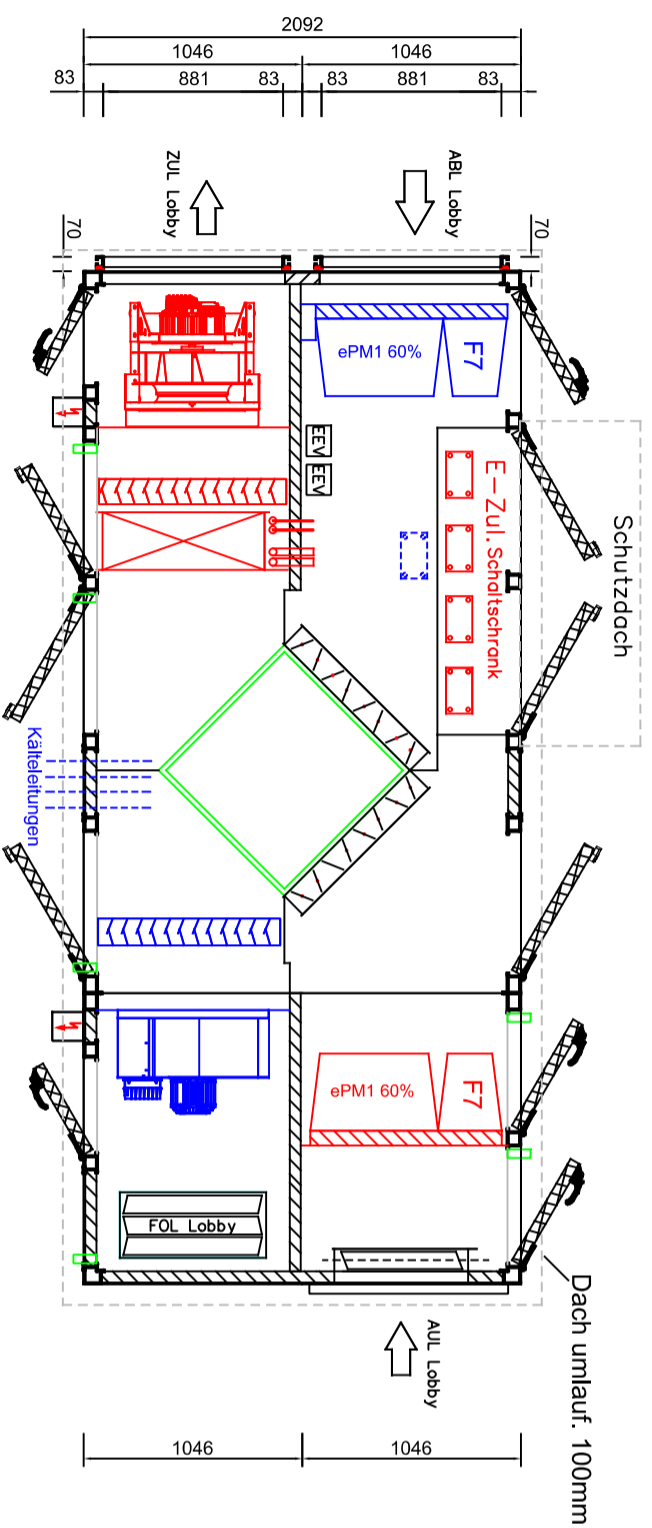 2092
1046
1046
83
881
83
83
881
83
ZUL Lobby
ABL Lobby
70
70
ePM1 60%
F7
EEV
EEV
E-Zul. Schaltschrank
Schutzdach
Kälteleitungen
ePM1 60%
F7
FOL Lobby
AUL Lobby
Dach umlauf. 100mm
1046
1046